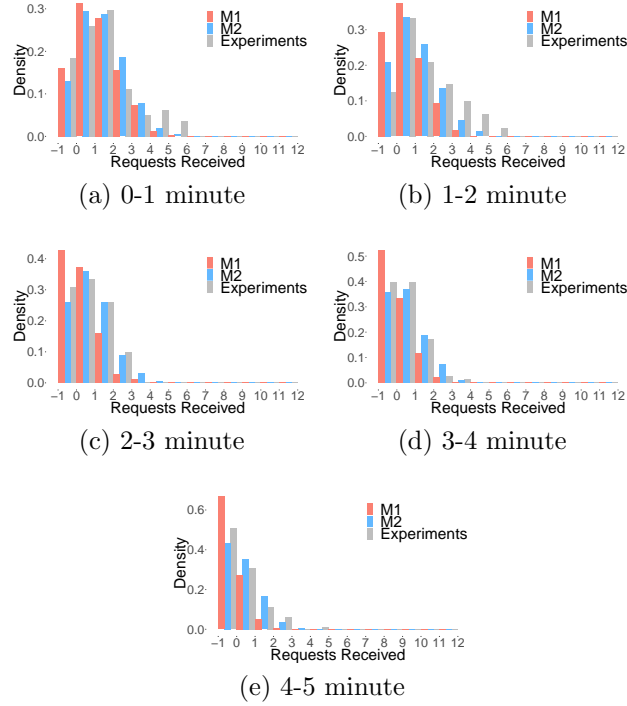 M1
M2
Experiments
Density
0.3
0.2
0.1
0.0
−1 0 1 2 3 4 5 6 7 8 9 10 11 12
Requests Received
(a) 0-1 minute
M1
M2
Experiments
Density
0.3
0.2
0.1
0.0
−1 0 1 2 3 4 5 6 7 8 9 10 11 12
Requests Received
(b) 1-2 minute
M1
M2
Experiments
Density
0.4
0.3
0.2
0.1
0.0
−1 0 1 2 3 4 5 6 7 8 9 10 11 12
Requests Received
(c) 2-3 minute
M1
M2
Experiments
Density
0.5
0.4
0.3
0.2
0.1
0.0
−1 0 1 2 3 4 5 6 7 8 9 10 11 12
Requests Received
(d) 3-4 minute
M1
M2
Experiments
Density
0.6
0.4
0.2
0.0
−1 0 1 2 3 4 5 6 7 8 9 10 11 12
Requests Received
(e) 4-5 minute